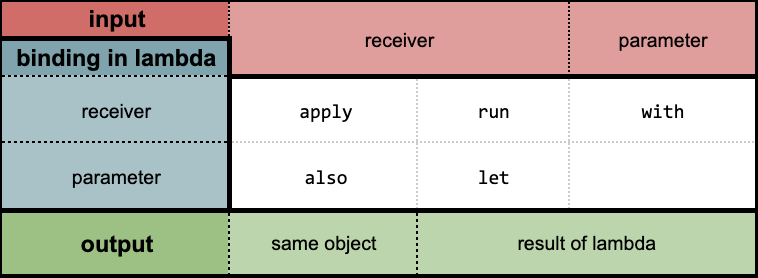 input
receiver parameter
binding in lambda
receiver apply run with
parameter also let
output same object result of lambda